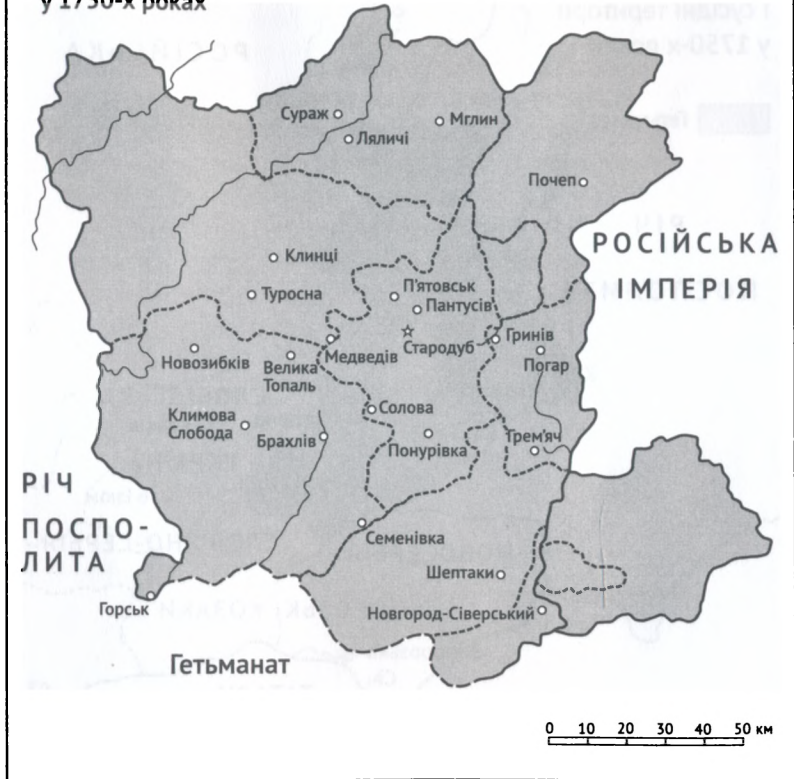 у 1750-х роках
Сураж
Мглин
Ляличі
Почеп
РОСІЙСЬКА
ІМПЕРІЯ
Клинці
Туросна
П'ятовськ
Пантусів
Стародуб
Гринів
Погар
Медведів
Новозибків
Велика
Топаль
Солова
Климова
Слобода
Брахлів
Понурівка
Трем'яч
РІЧ
ПОСПО-
ЛИТА
Семенівка
Шептаки
Горськ
Новгород-Сіверський
Гетьманат
0 10 20 30 40 50 км